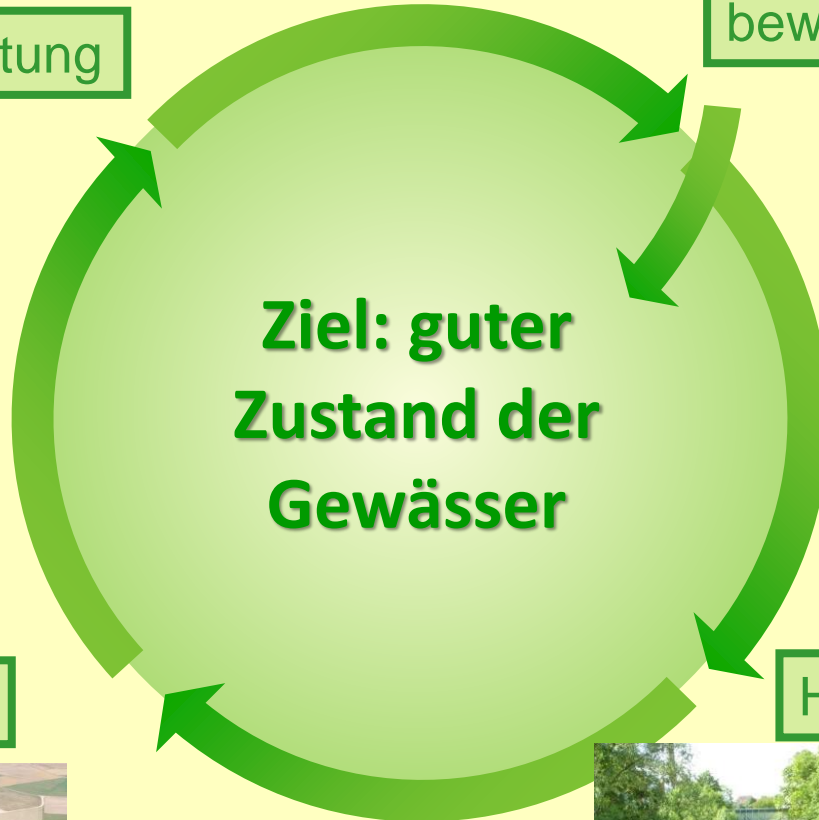 tung
bew
Ziel: guter
Zustand der
Gewässer
H